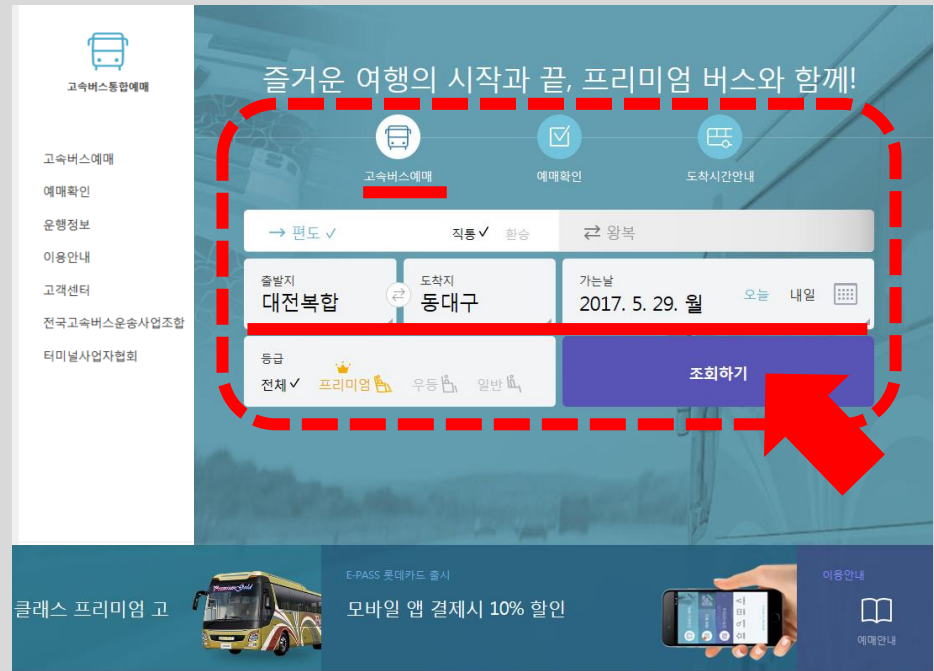 고속버스통합예매
고속버스예매
예매확인
운행정보
이용안내
고객센터
전국고속버스운송사업조합
터미널사업자협회
즐거운 여행의 시작과 끝, 프리미엄 버스와 함께!
고속버스예매 예매확인 도착시간안내
→ 편도 ✓ 직통 ✓ 환승 ⇄ 왕복
출발지 도착지 가는날
대전복합 ⇄ 동대구 2017. 5. 29. 월 오늘 내일
등급
전체 ✓ 프리미엄 우등 일반 조회하기
클래스 프리미엄 고
Premium Gold
E-PASS 롯데카드 출시
모바일 앱 결제시 10% 할인
이용안내
예매안내